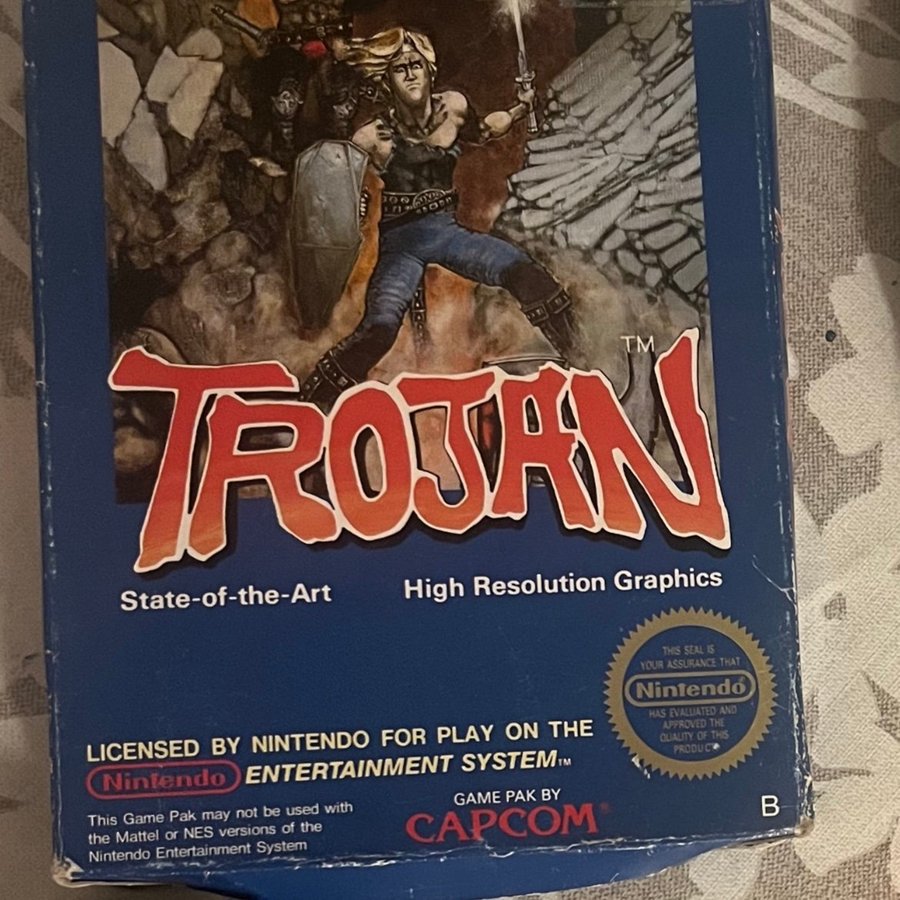 TROJAN™
State-of-the-Art High Resolution Graphics
THIS SEAL IS
YOUR ASSURANCE THAT
Nintendo
HAS EVALUATED AND
APPROVED THE
QUALITY OF THIS
PRODUCT
LICENSED BY NINTENDO FOR PLAY ON THE
Nintendo ENTERTAINMENT SYSTEM™
This Game Pak may not be used with
the Mattel or NES versions of the
Nintendo Entertainment System
GAME PAK BY
CAPCOM®
B